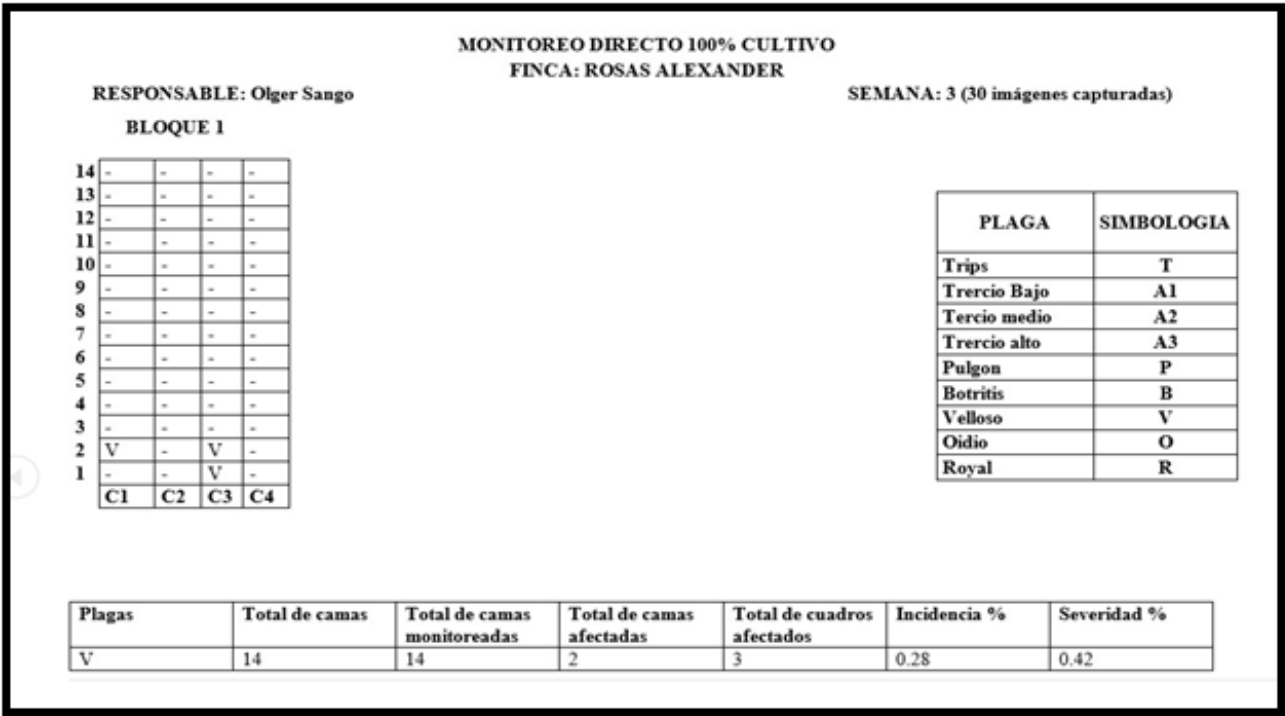 MONITOREO DIRECTO 100% CULTIVO
FINCA: ROSAS ALEXANDER
RESPONSABLE: Olger Sango SEMANA: 3 (30 imágenes capturadas)
BLOQUE 1
14 - - - -
13 - - - -
12 - - - -
11 - - - -
10 - - - -
9 - - - -
8 - - - -
7 - - - -
6 - - - -
5 - - - -
4 - - - -
3 - - - -
2 V - V -
1 - - V -
C1 C2 C3 C4
PLAGA SIMBOLOGIA
Trips T
Trercio Bajo A1
Tercio medio A2
Trercio alto A3
Pulgon P
Botritis B
Velloso V
Oidio O
Royal R
Plagas Total de camas Total de camas monitoreadas Total de camas afectadas Total de cuadros afectados Incidencia % Severidad %
V 14 14 2 3 0.28 0.42